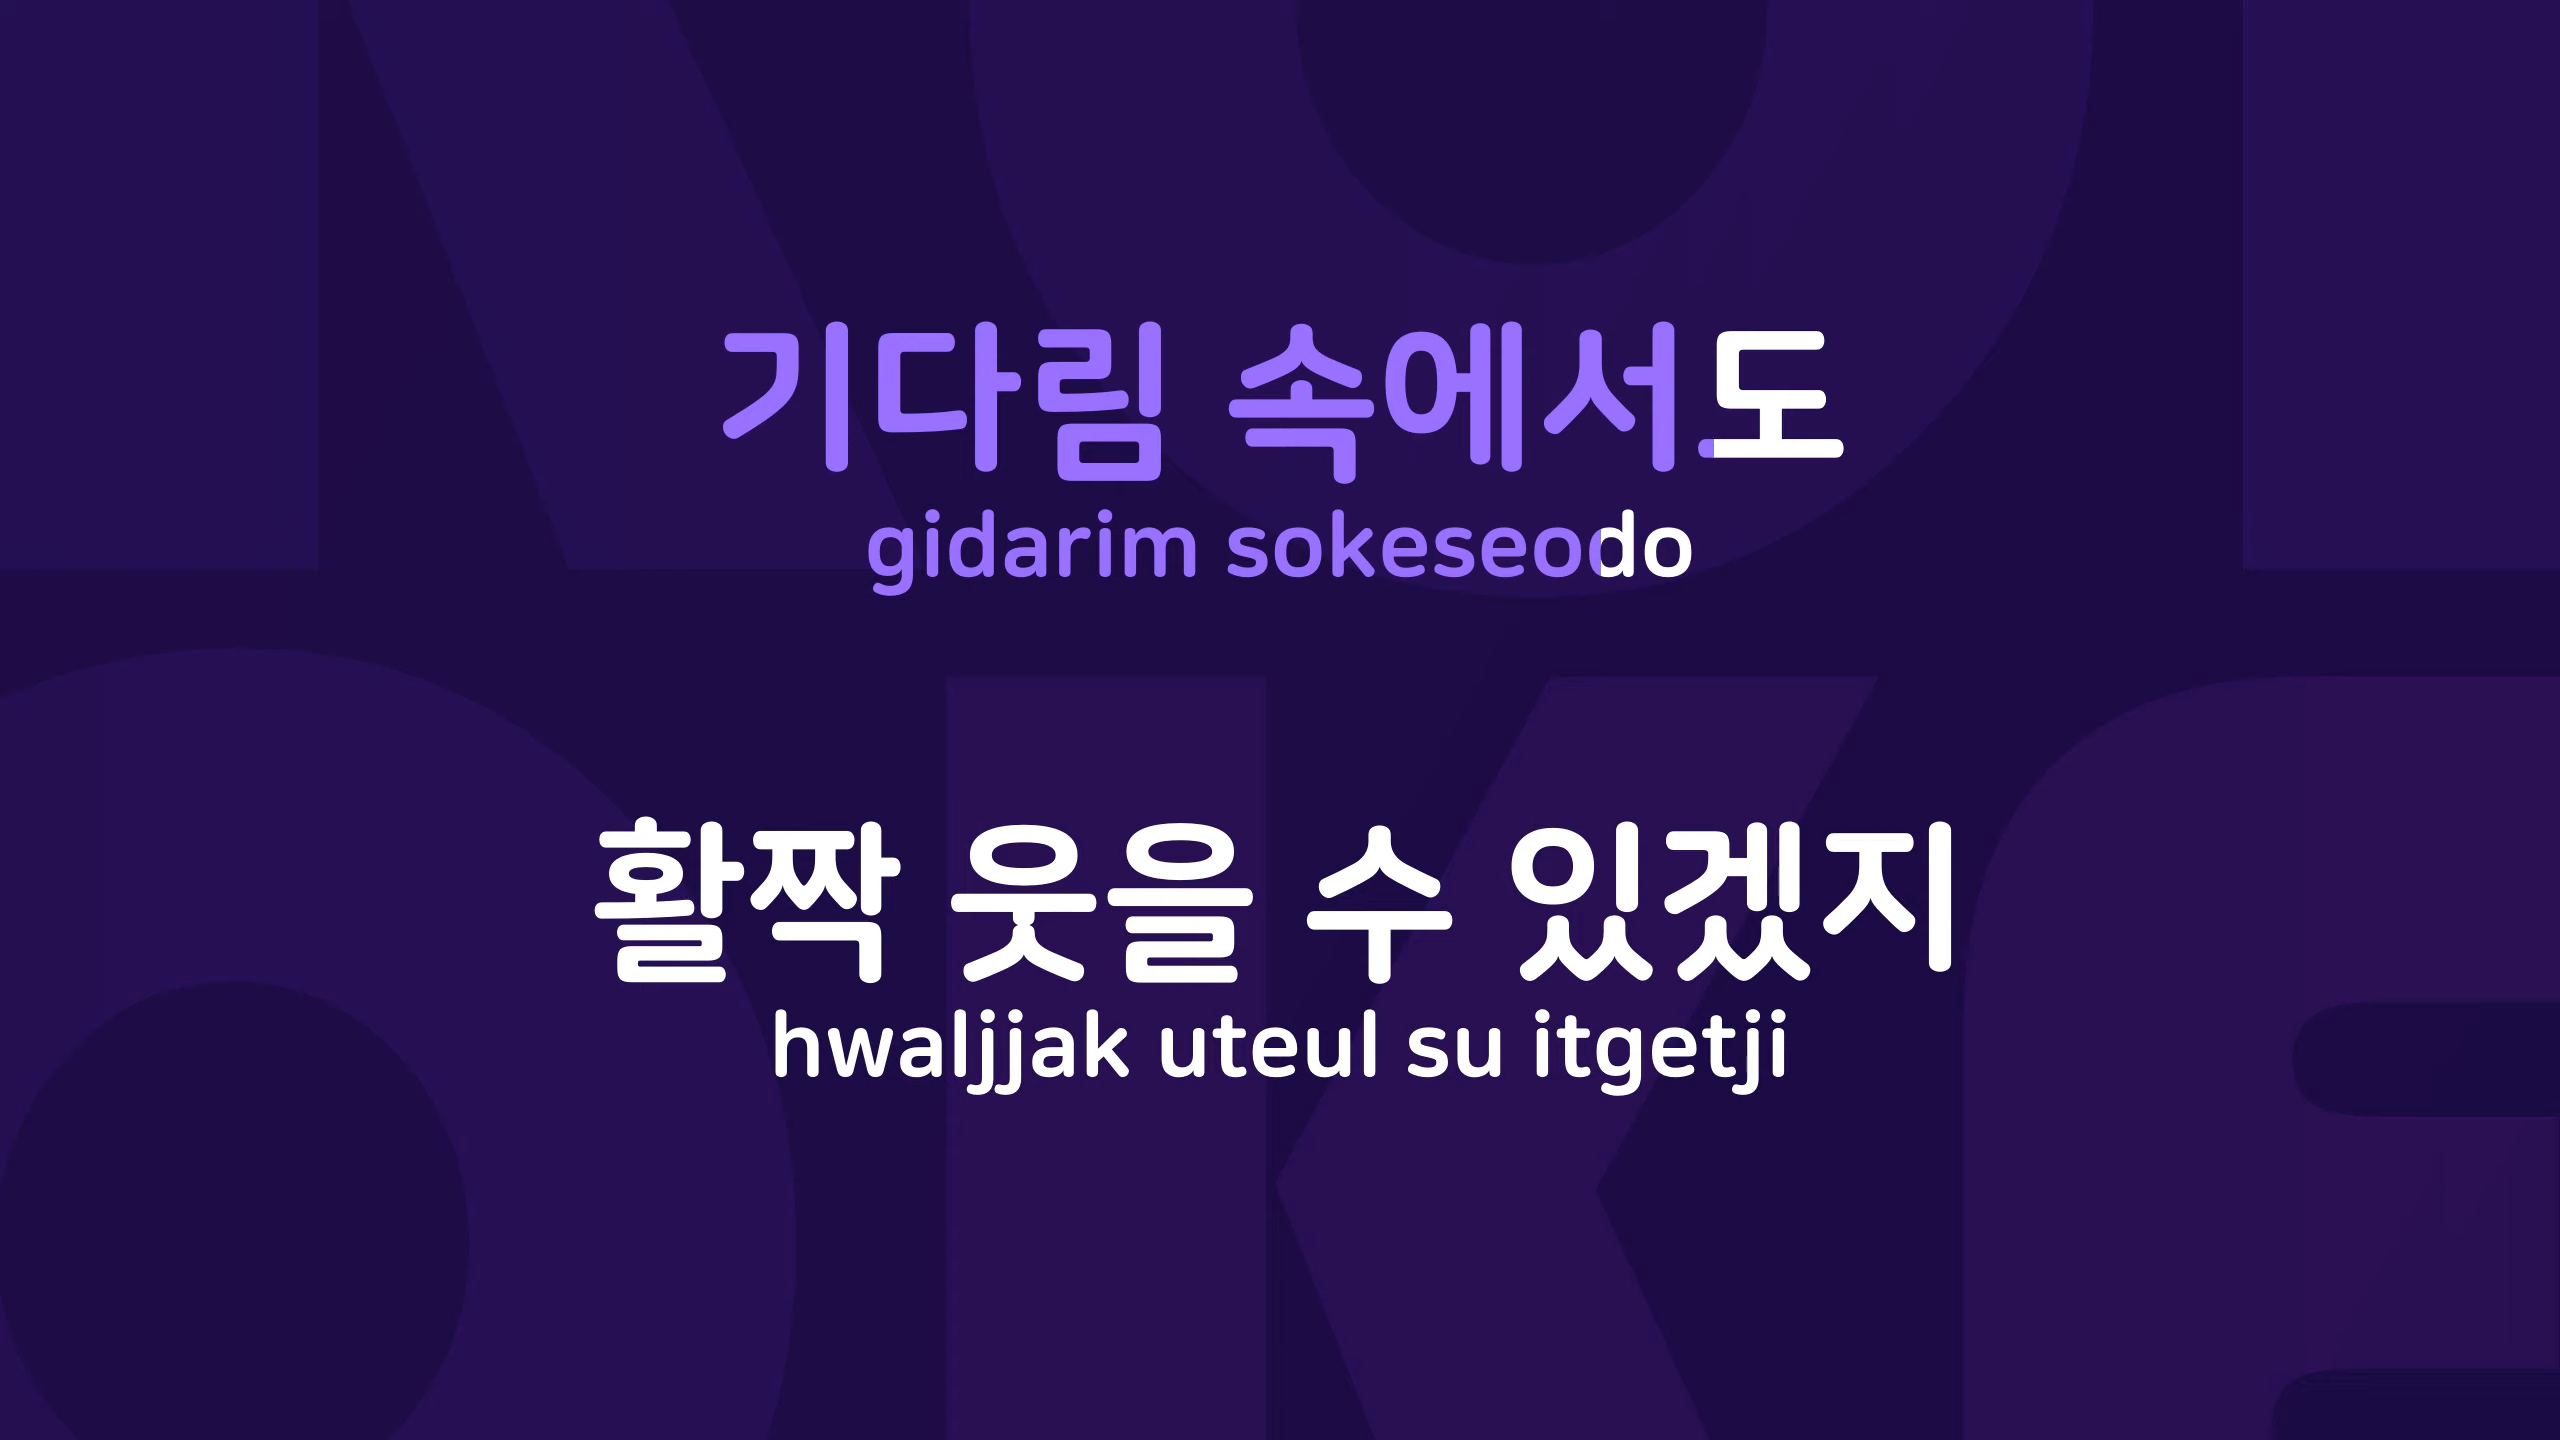 기다림 속에서도
gidarim sokeseodo
활짝 웃을 수 있겠지
hwaljjak uteul su itgetji